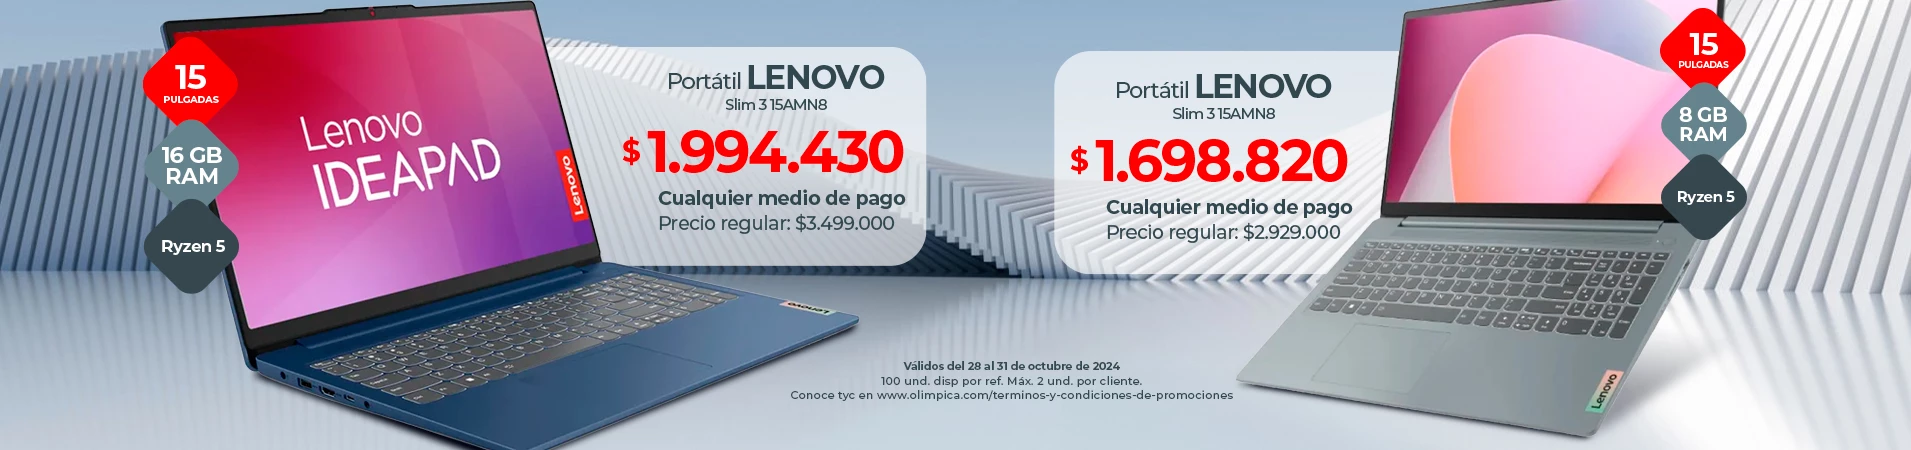 15
PULGADAS
16 GB
RAM
Ryzen 5
Lenovo
IDEAPAD
Lenovo
Lenovo
Portátil LENOVO
Slim 3 15AMN8
$ 1.994.430
Cualquier medio de pago
Precio regular: $3.499.000
Portátil LENOVO
Slim 3 15AMN8
$ 1.698.820
Cualquier medio de pago
Precio regular: $2.929.000
15
PULGADAS
8 GB
RAM
Ryzen 5
Lenovo
Válidos del 28 al 31 de octubre de 2024
100 und. disp por ref. Máx. 2 und. por cliente.
Conoce tyc en www.olimpica.com/terminos-y-condiciones-de-promociones